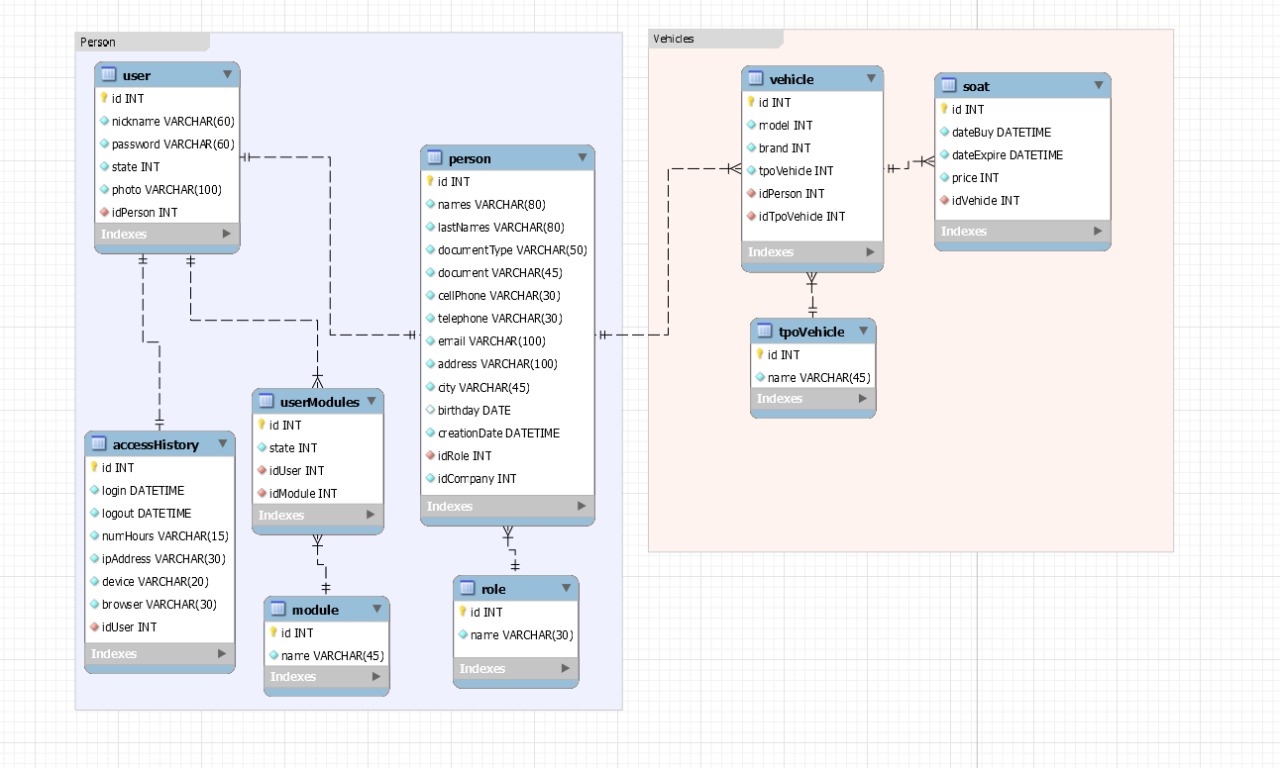 Person
user
id INT
nickname VARCHAR(60)
password VARCHAR(60)
state INT
photo VARCHAR(100)
idPerson INT
Indexes
person
id INT
names VARCHAR(80)
lastNames VARCHAR(80)
documentType VARCHAR(50)
document VARCHAR(45)
cellPhone VARCHAR(30)
telephone VARCHAR(30)
email VARCHAR(100)
address VARCHAR(100)
city VARCHAR(45)
birthday DATE
creationDate DATETIME
idRole INT
idCompany INT
Indexes
accessHistory
id INT
login DATETIME
logout DATETIME
numHours VARCHAR(15)
ipAddress VARCHAR(30)
device VARCHAR(20)
browser VARCHAR(30)
idUser INT
Indexes
userModules
id INT
state INT
idUser INT
idModule INT
Indexes
module
id INT
name VARCHAR(45)
Indexes
role
id INT
name VARCHAR(30)
Indexes
Vehicles
vehicle
id INT
model INT
brand INT
tpoVehicle INT
idPerson INT
idTpoVehicle INT
Indexes
soat
id INT
dateBuy DATETIME
dateExpire DATETIME
price INT
idVehicle INT
Indexes
tpoVehicle
id INT
name VARCHAR(45)
Indexes